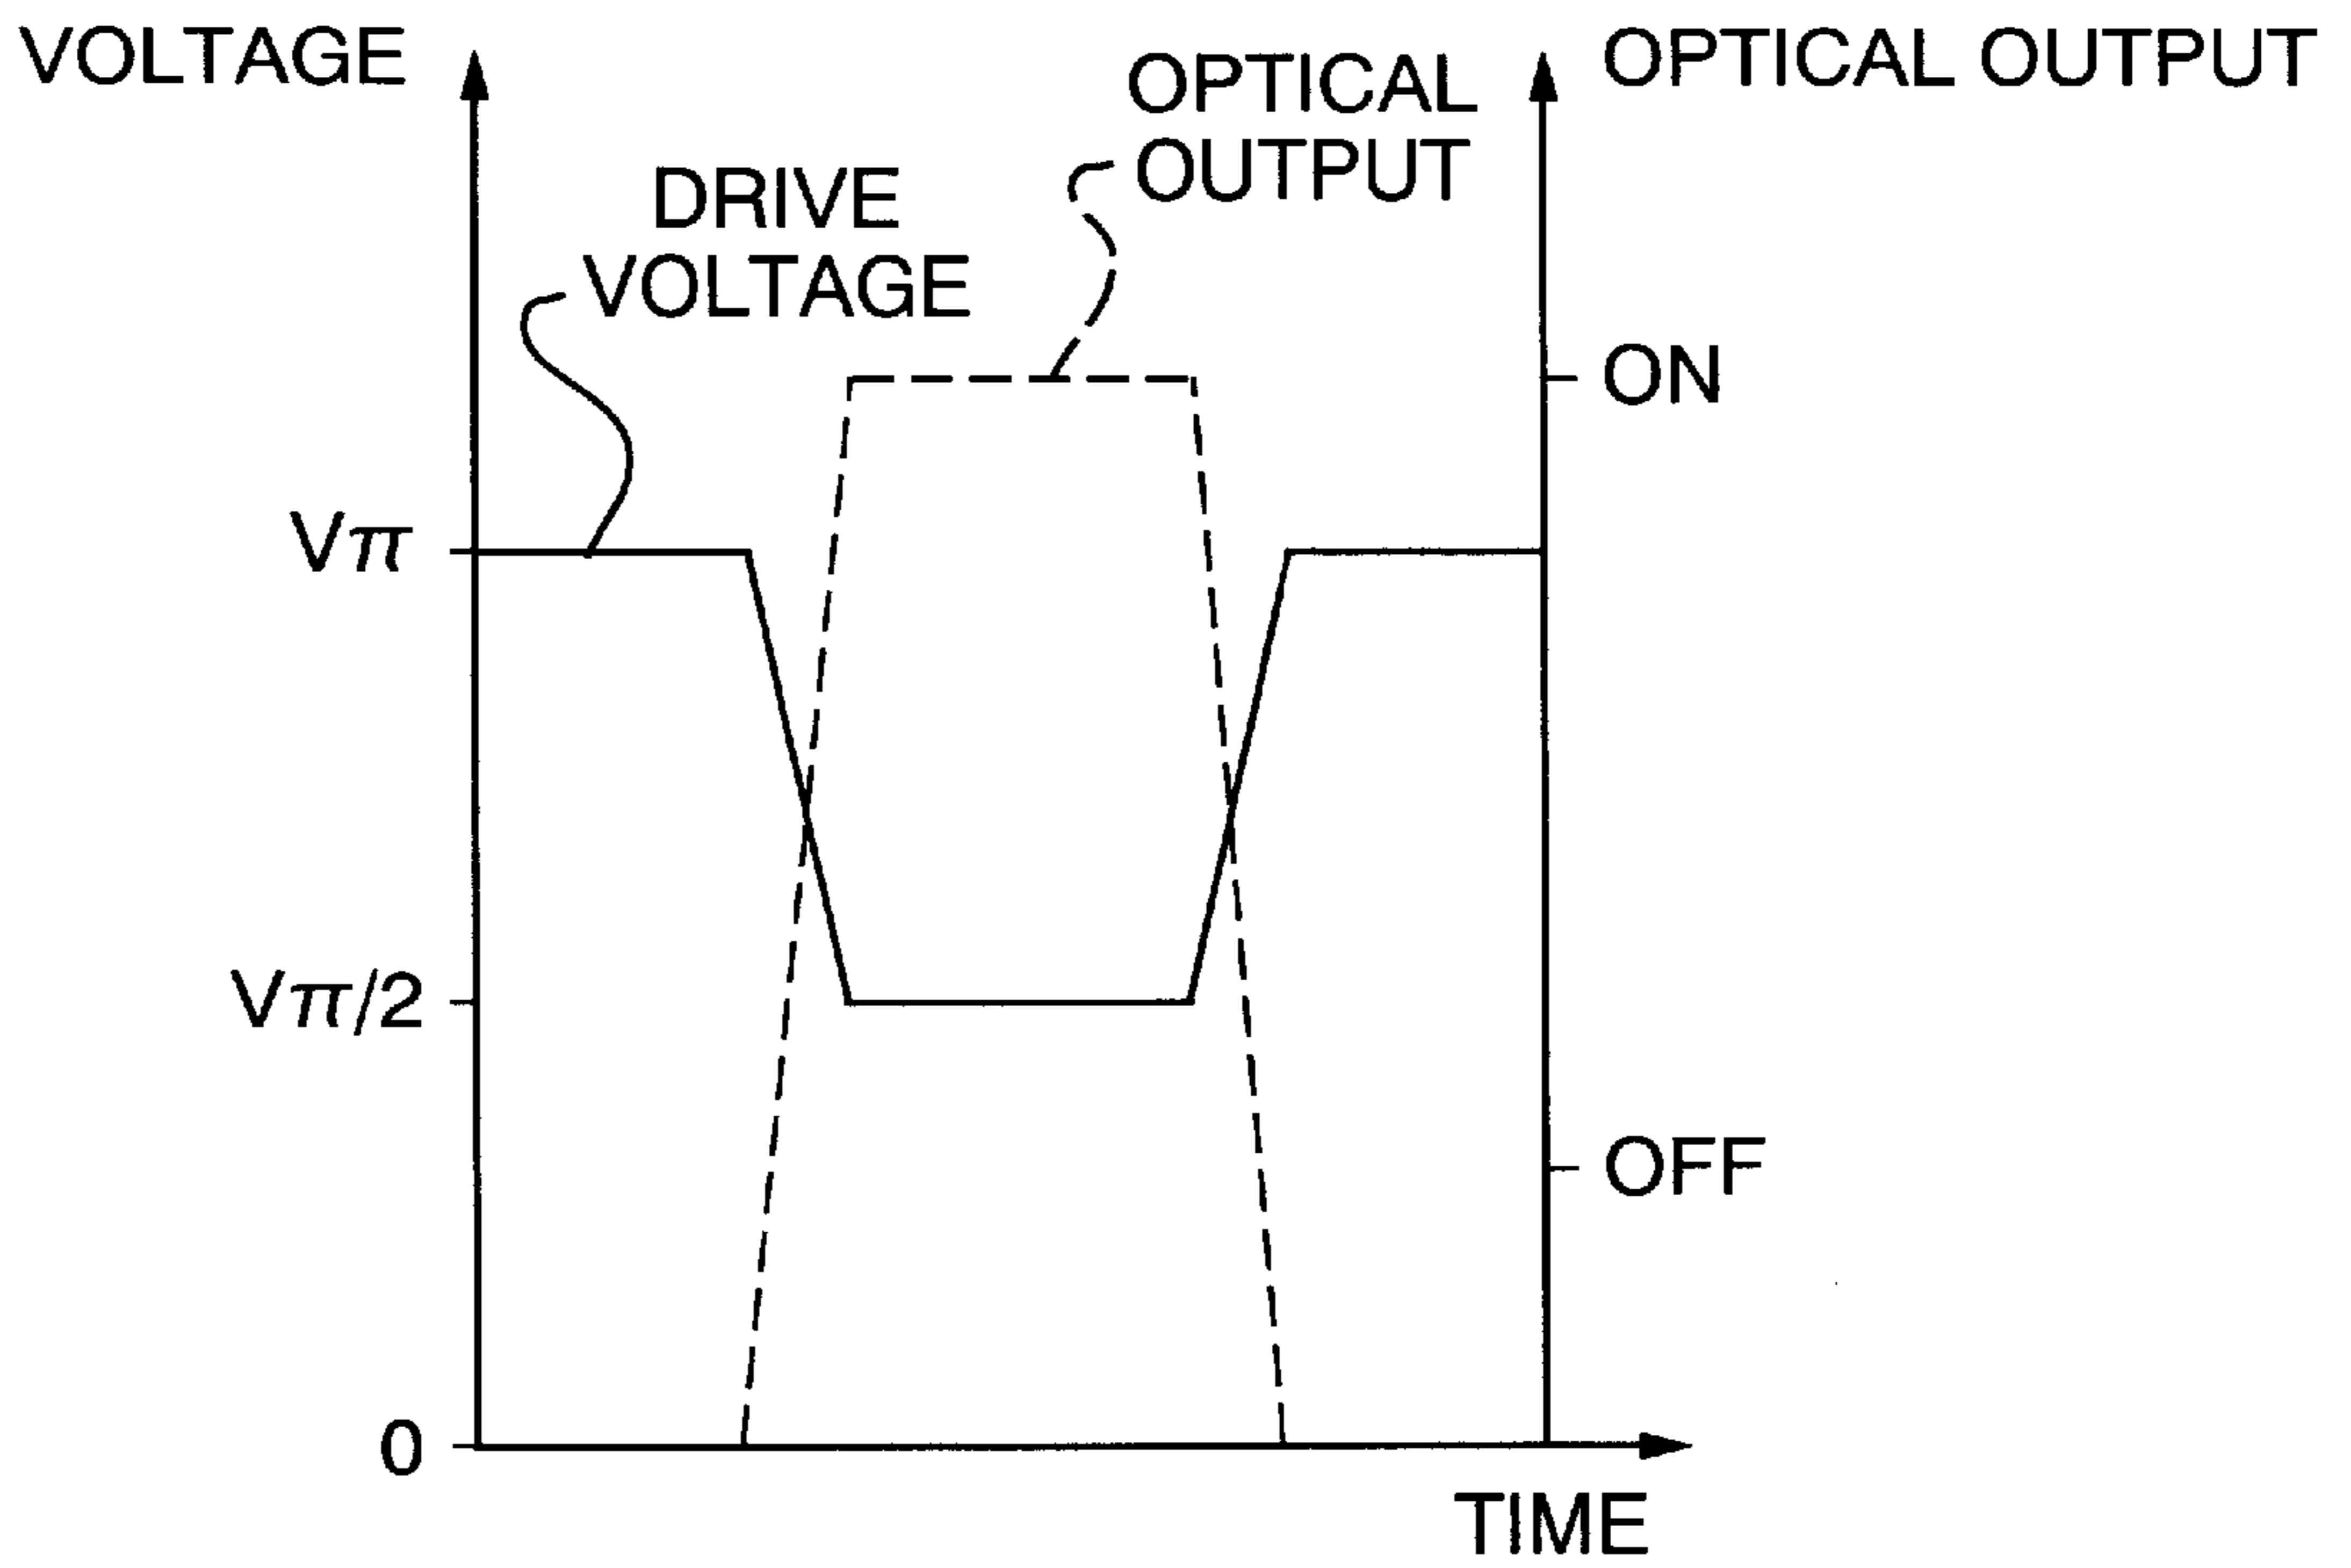 VOLTAGE
OPTICAL OUTPUT
OPTICAL
OUTPUT
DRIVE
VOLTAGE
ON
Vπ
Vπ/2
OFF
0
TIME